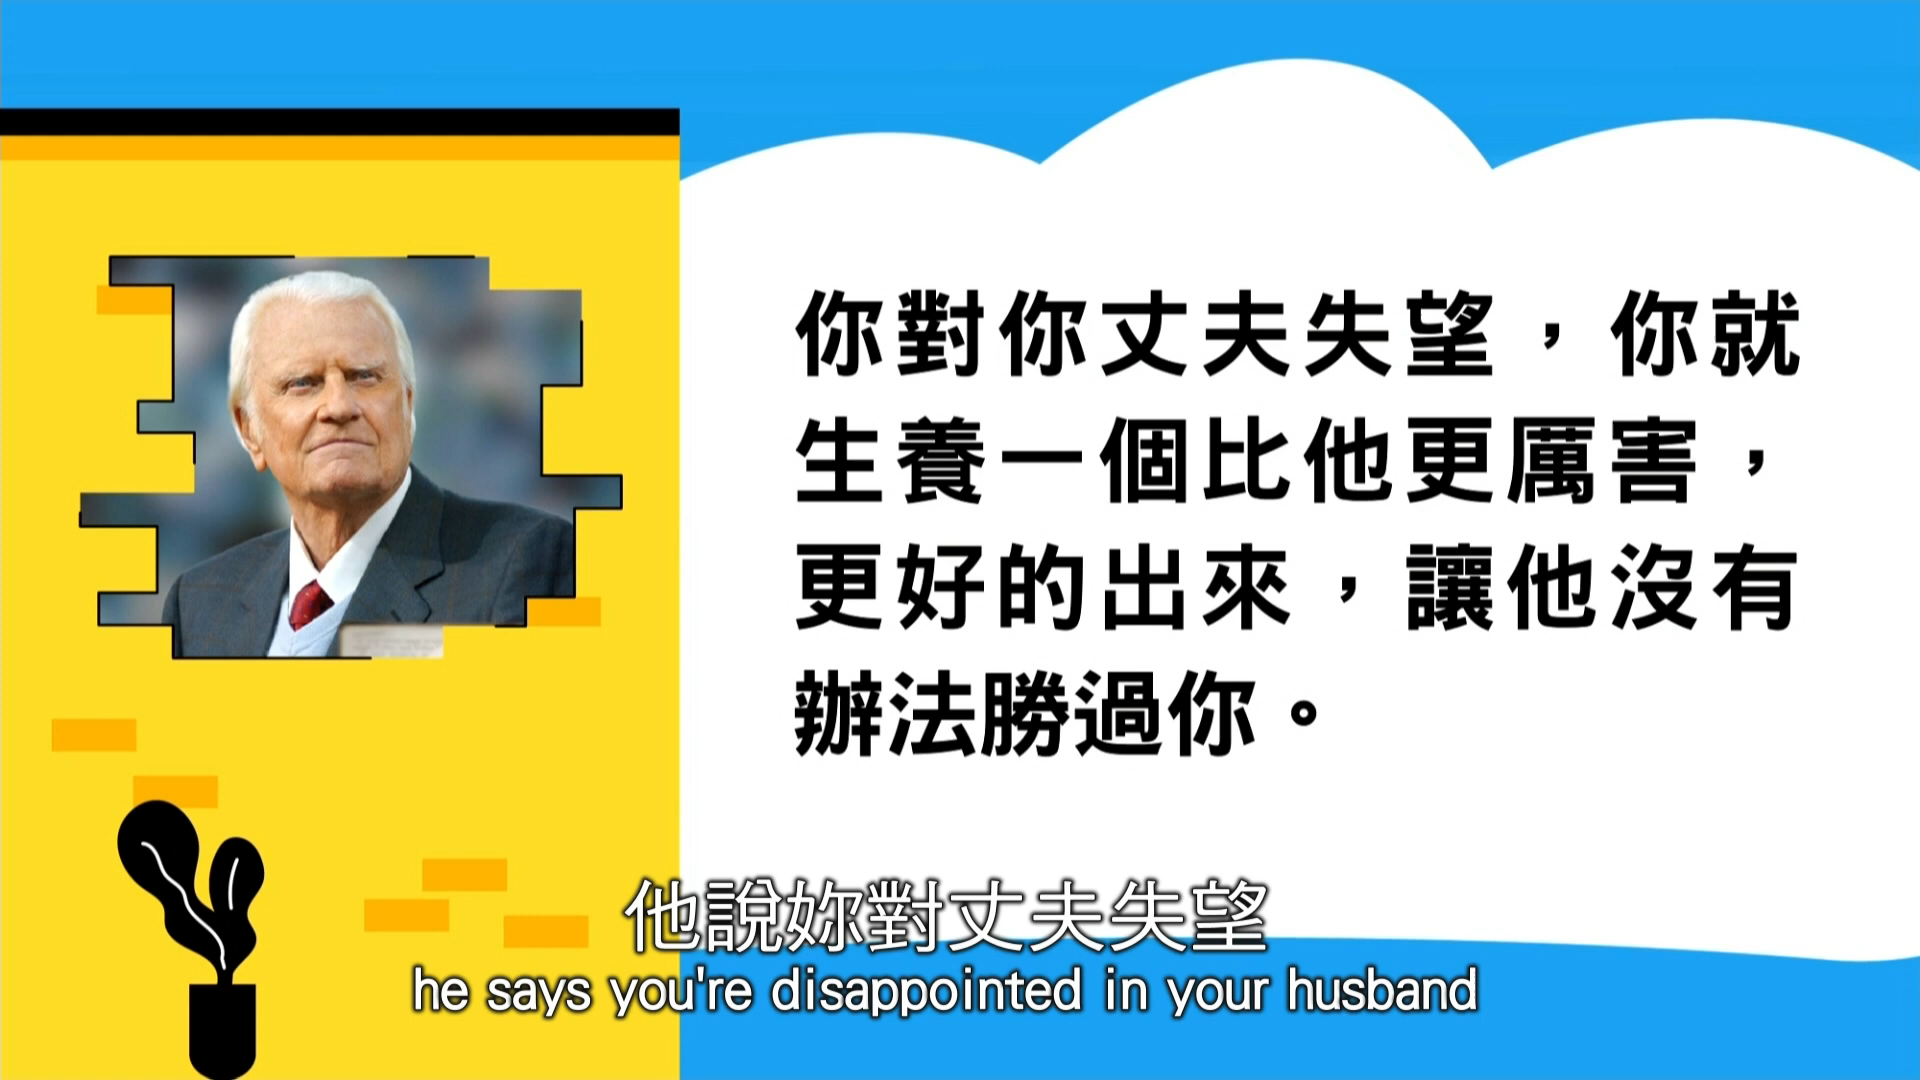 你對你丈夫失望，你就
生養一個比他更厲害，
更好的出來，讓他沒有
辦法勝過你。
他說妳對丈夫失望
he says you're disappointed in your husband